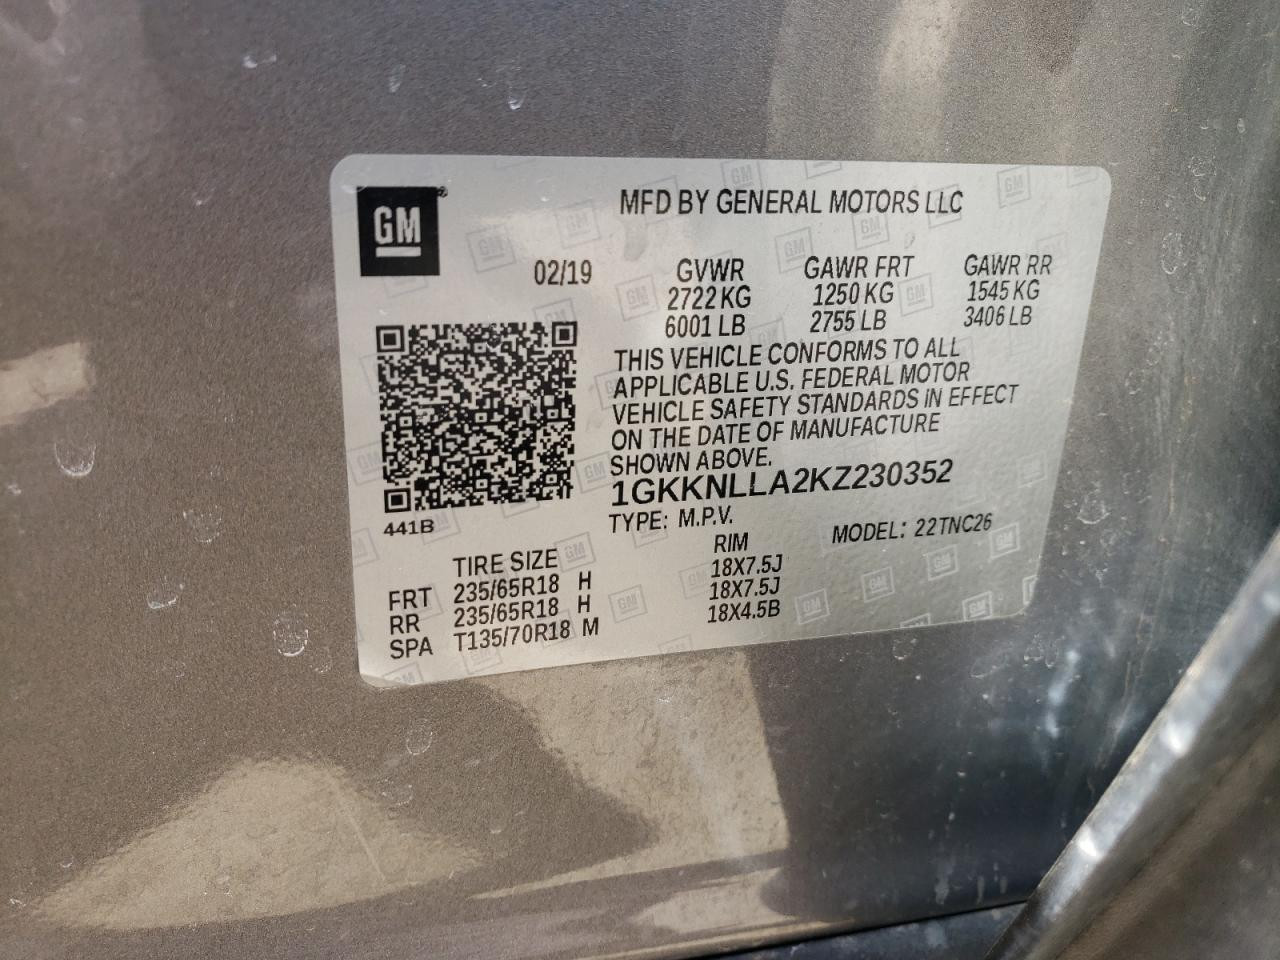 GM ®
MFD BY GENERAL MOTORS LLC
02/19
GVWR GAWR FRT GAWR RR
2722 KG 1250 KG 1545 KG
6001 LB 2755 LB 3406 LB
THIS VEHICLE CONFORMS TO ALL
APPLICABLE U.S. FEDERAL MOTOR
VEHICLE SAFETY STANDARDS IN EFFECT
ON THE DATE OF MANUFACTURE
SHOWN ABOVE.
1GKKNLLA2KZ230352
441B
TYPE: M.P.V. MODEL: 22TNC26
TIRE SIZE RIM
FRT 235/65R18 H 18X7.5J
RR 235/65R18 H 18X7.5J
SPA T135/70R18 M 18X4.5B